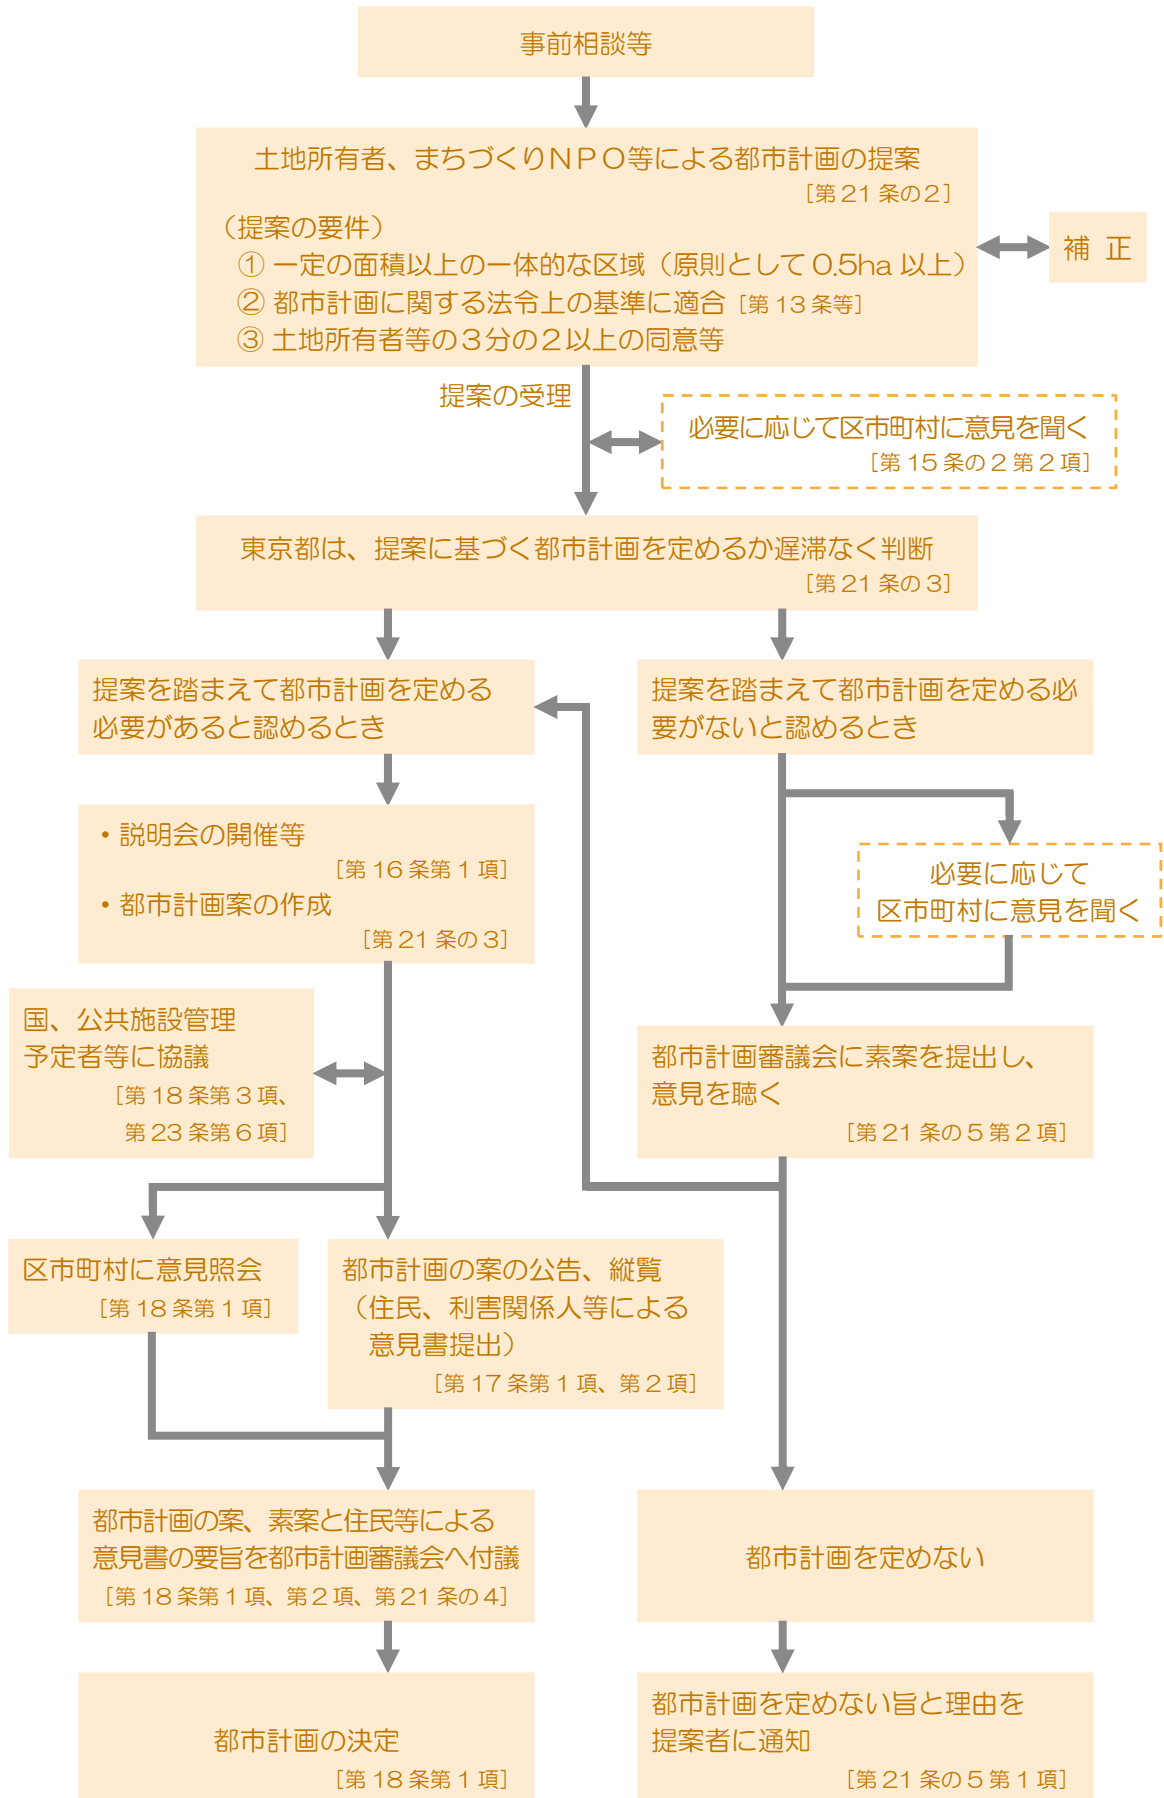 事前相談等
土地所有者、まちづくりＮＰＯ等による都市計画の提案
［第21条の２］
（提案の要件）
① 一定の面積以上の一体的な区域（原則として0.5ha以上）
② 都市計画に関する法令上の基準に適合［第13条等］
③ 土地所有者等の３分の２以上の同意等
補 正
提案の受理
必要に応じて区市町村に意見を聞く
［第15条の２第２項］
東京都は、提案に基づく都市計画を定めるか遅滞なく判断
［第21条の3］
提案を踏まえて都市計画を定める
必要があると認めるとき
提案を踏まえて都市計画を定める必
要がないと認めるとき
・説明会の開催等
［第16条第1項］
・都市計画案の作成
［第21条の3］
必要に応じて
区市町村に意見を聞く
国、公共施設管理
予定者等に協議
［第18条第３項、
第23条第６項］
都市計画審議会に素案を提出し、
意見を聴く
［第21条の５第２項］
区市町村に意見照会
［第18条第1項］
都市計画の案の公告、縦覧
（住民、利害関係人等による
意見書提出）
［第17条第1項、第２項］
都市計画の案、素案と住民等による
意見書の要旨を都市計画審議会へ付議
［第18条第1項、第２項、第21条の4］
都市計画を定めない
都市計画の決定
［第18条第1項］
都市計画を定めない旨と理由を
提案者に通知
［第21条の５第1項］